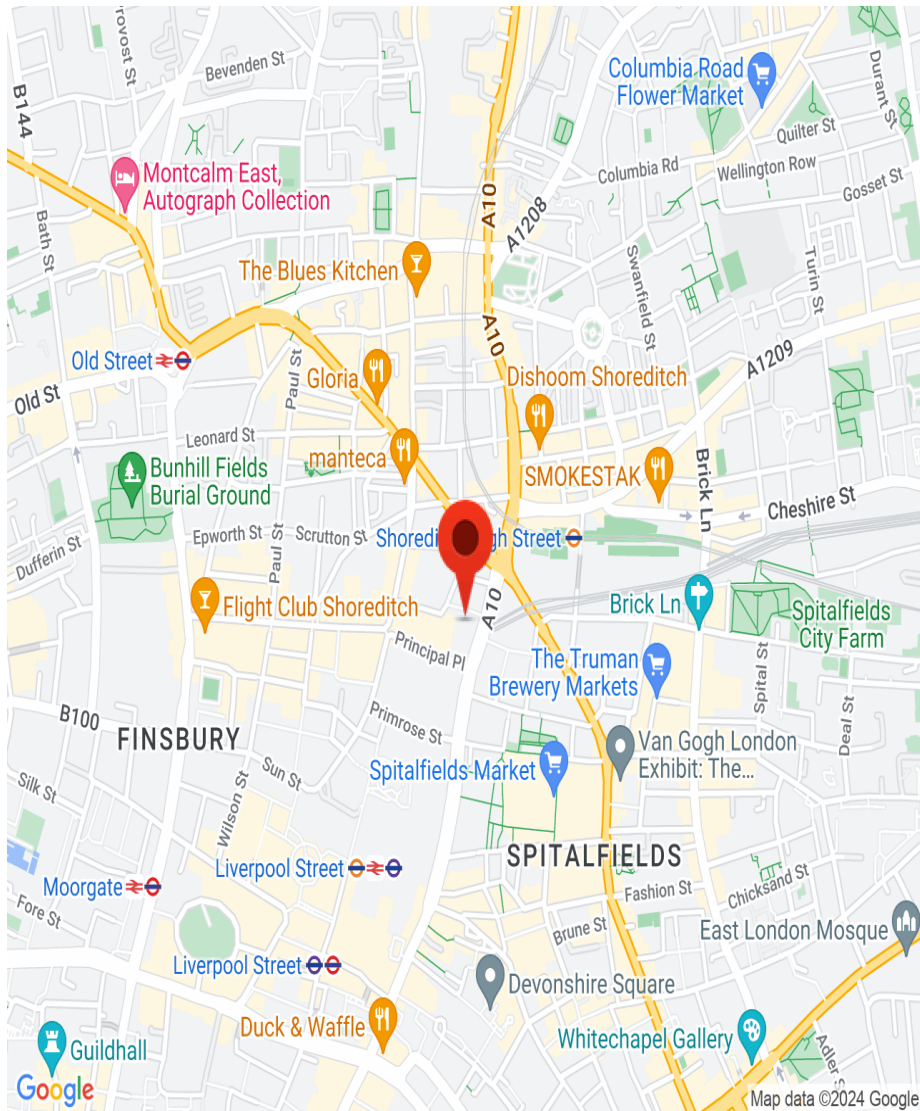 Provost St
Bevenden St
B144
Columbia Road
Flower Market
Durant St
Quilter St
Columbia Rd
Wellington Row
Gosset St
Montcalm East,
Autograph Collection
A10
A1208
Bath St
The Blues Kitchen
Swanfield St
Turin St
A10
Old Street
Paul St
Gloria
Dishoom Shoreditch
A1209
Old St
Leonard St
manteca
SMOKESTAK
Brick Ln
Bunhill Fields
Burial Ground
Cheshire St
Epworth St
Scrutton St
Paul St
Dufferin St
Street
Flight Club Shoreditch
A10
Brick Ln
Spitalfields
City Farm
Principal Pl
The Truman
Brewery Markets
Spital St
Deal St
B100
FINSBURY
Primrose St
Sun St
Spitalfields Market
Van Gogh London
Exhibit: The...
Silk St
Wilson St
SPITALFIELDS
Liverpool Street
Moorgate
Fashion St
Chicksand St
Fore St
Brune St
East London Mosque
Liverpool Street
Devonshire Square
Duck & Waffle
Whitechapel Gallery
Guildhall
Adler St
Google
Map data ©2024 Google